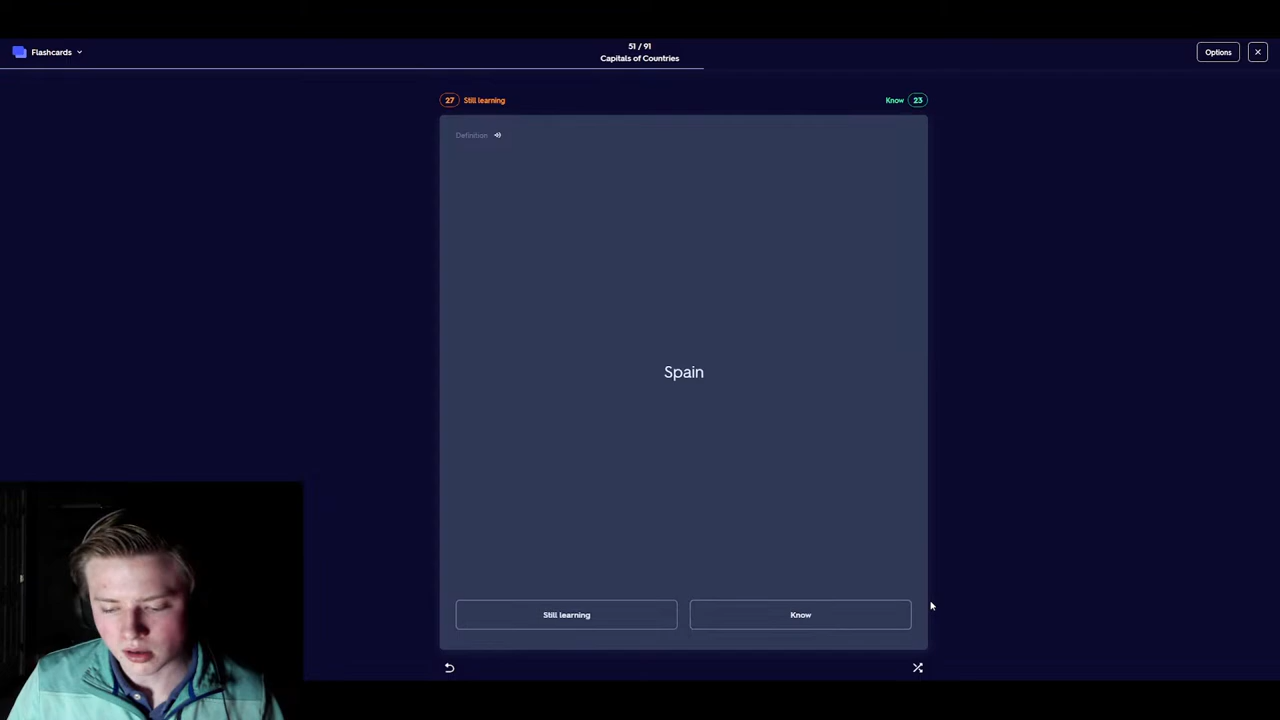 Flashcards
51 / 91
Capitals of Countries
Options
27 Still learning
Know 23
Definition
Spain
Still learning
Know